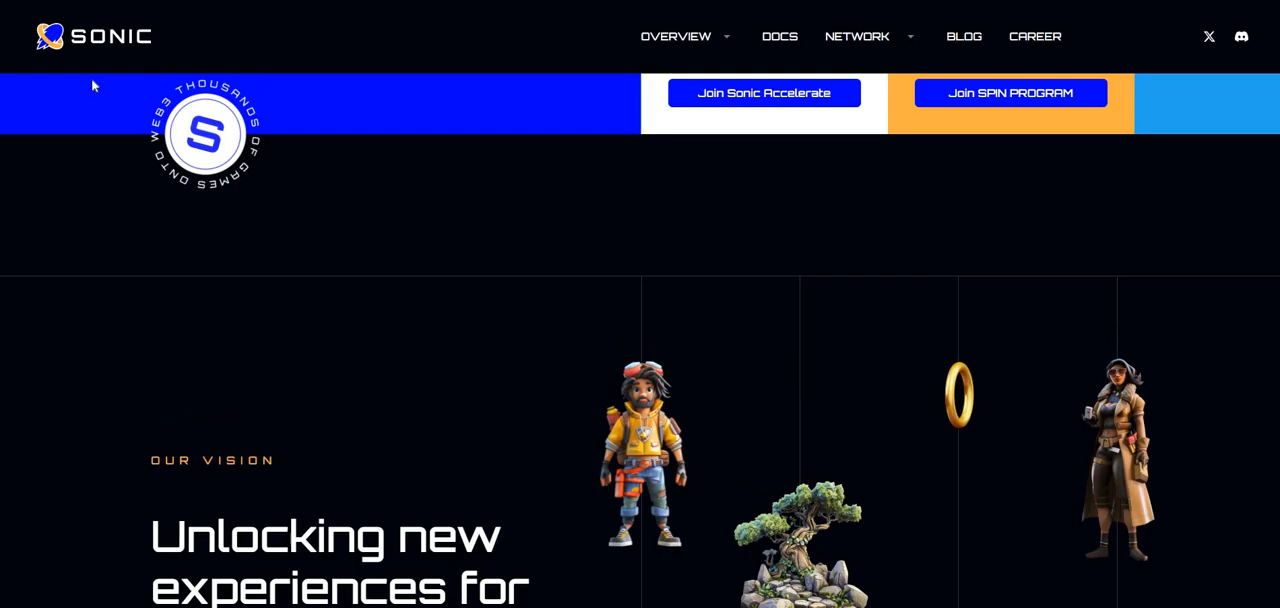 SONIC
OVERVIEW
DOCS
NETWORK
BLOG
CAREER
Join Sonic Accelerate
Join SPIN PROGRAM
THOUSANDS OF GAMES ONTO WEB3
S
OUR VISION
Unlocking new
experiences for